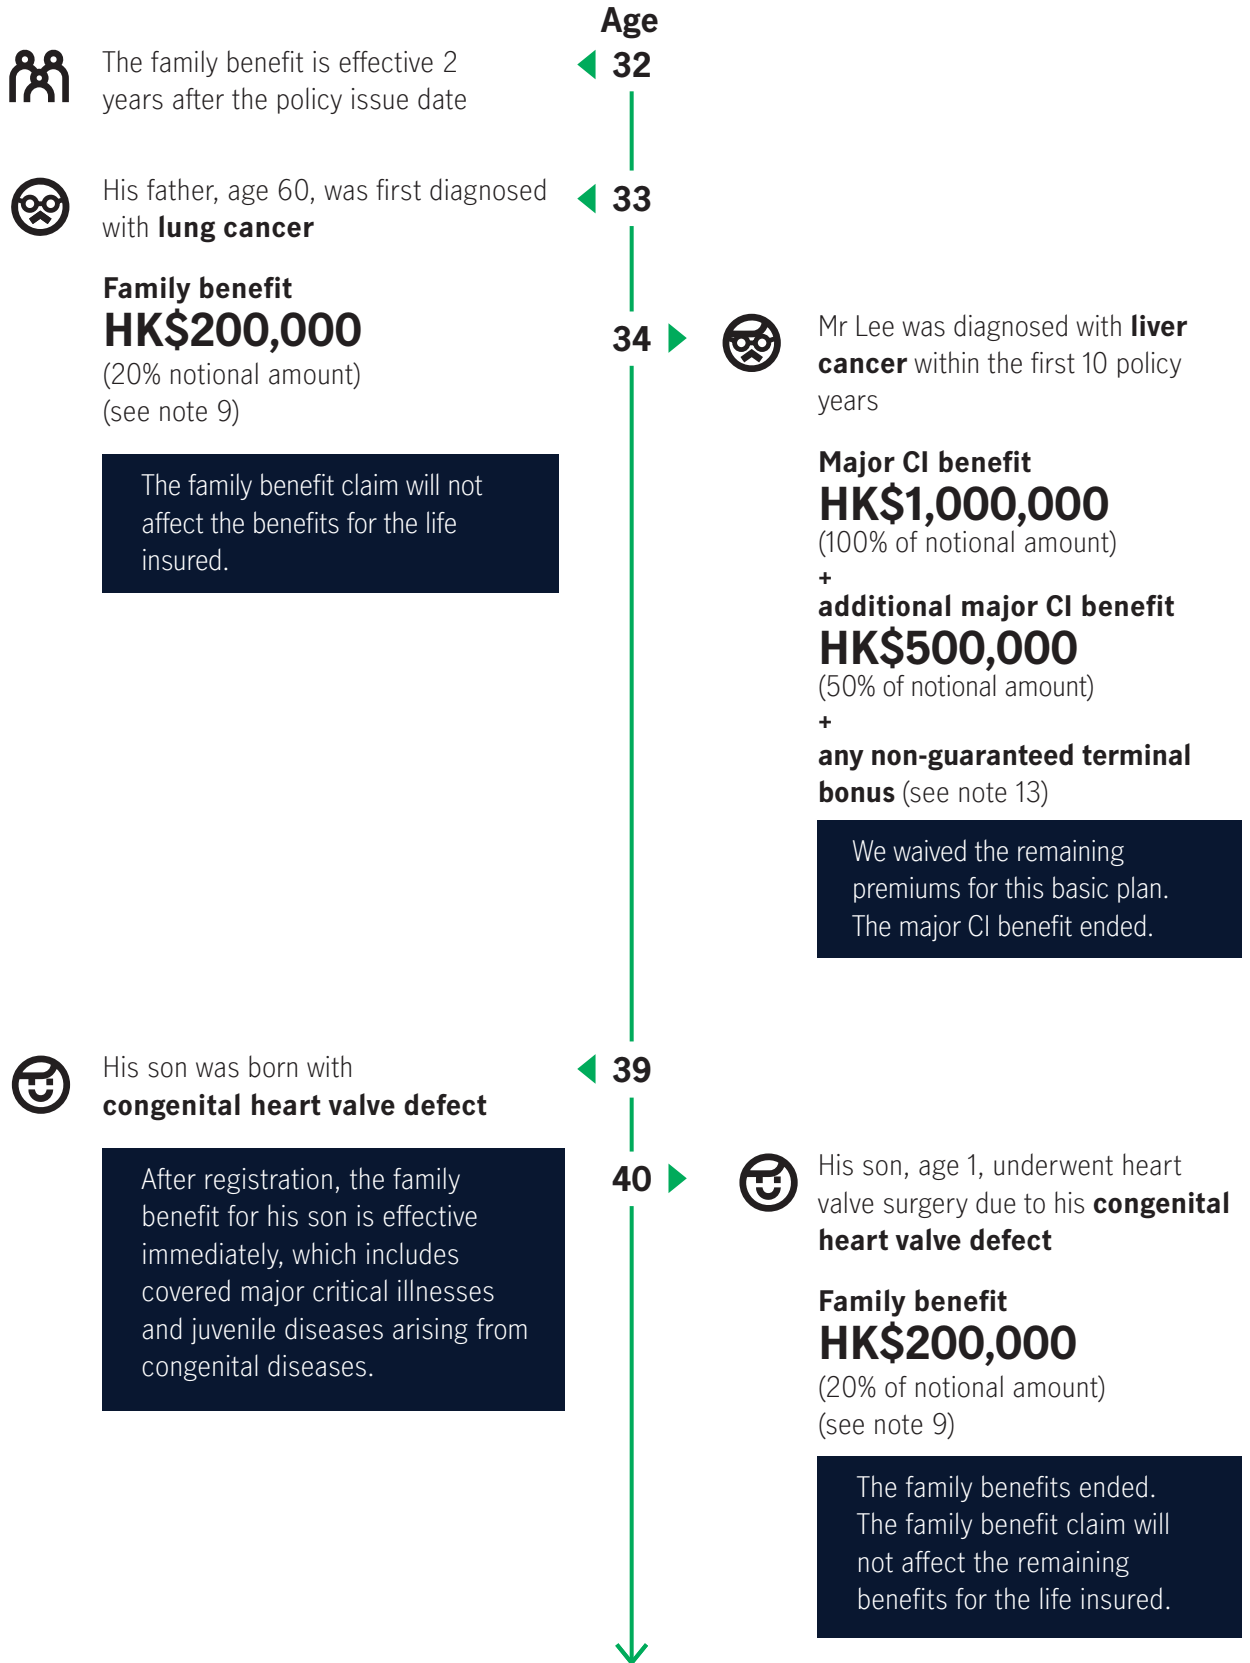 Age
32
The family benefit is effective 2
years after the policy issue date
33
His father, age 60, was first diagnosed
with lung cancer
Family benefit
HK$200,000
(20% notional amount)
(see note 9)
The family benefit claim will not
affect the benefits for the life
insured.
34
Mr Lee was diagnosed with liver
cancer within the first 10 policy
years
Major CI benefit
HK$1,000,000
(100% of notional amount)
+
additional major CI benefit
HK$500,000
(50% of notional amount)
+
any non-guaranteed terminal
bonus (see note 13)
We waived the remaining
premiums for this basic plan.
The major CI benefit ended.
39
His son was born with
congenital heart valve defect
After registration, the family
benefit for his son is effective
immediately, which includes
covered major critical illnesses
and juvenile diseases arising from
congenital diseases.
40
His son, age 1, underwent heart
valve surgery due to his congenital
heart valve defect
Family benefit
HK$200,000
(20% of notional amount)
(see note 9)
The family benefits ended.
The family benefit claim will
not affect the remaining
benefits for the life insured.